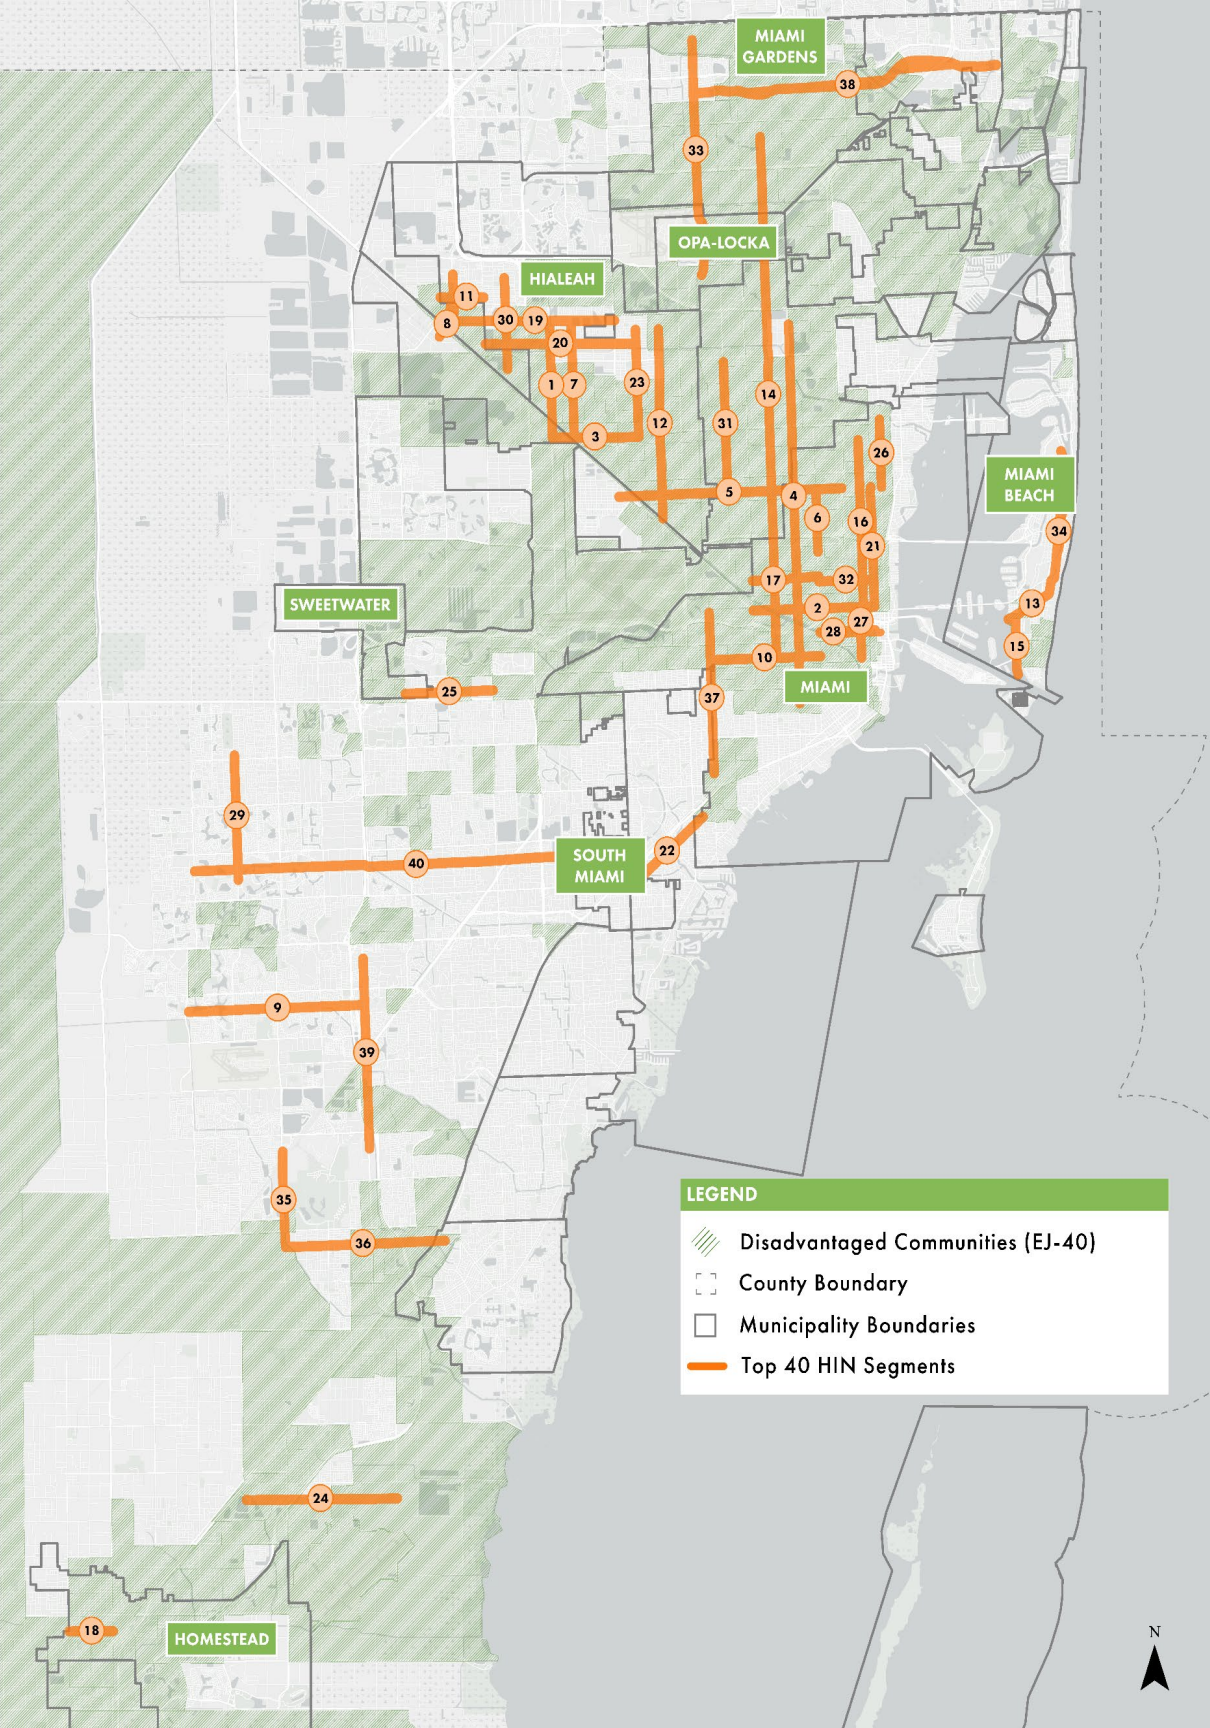 MIAMI
GARDENS
38
33
OPA-LOCKA
HIALEAH
11
8
30
19
20
1
7
23
12
31
14
3
26
MIAMI
BEACH
5
4
6
16
21
34
17
32
SWEETWATER
2
13
27
28
15
10
MIAMI
25
37
29
22
40
SOUTH
MIAMI
9
39
35
36
LEGEND
Disadvantaged Communities (EJ-40)
County Boundary
Municipality Boundaries
Top 40 HIN Segments
24
18
HOMESTEAD
N